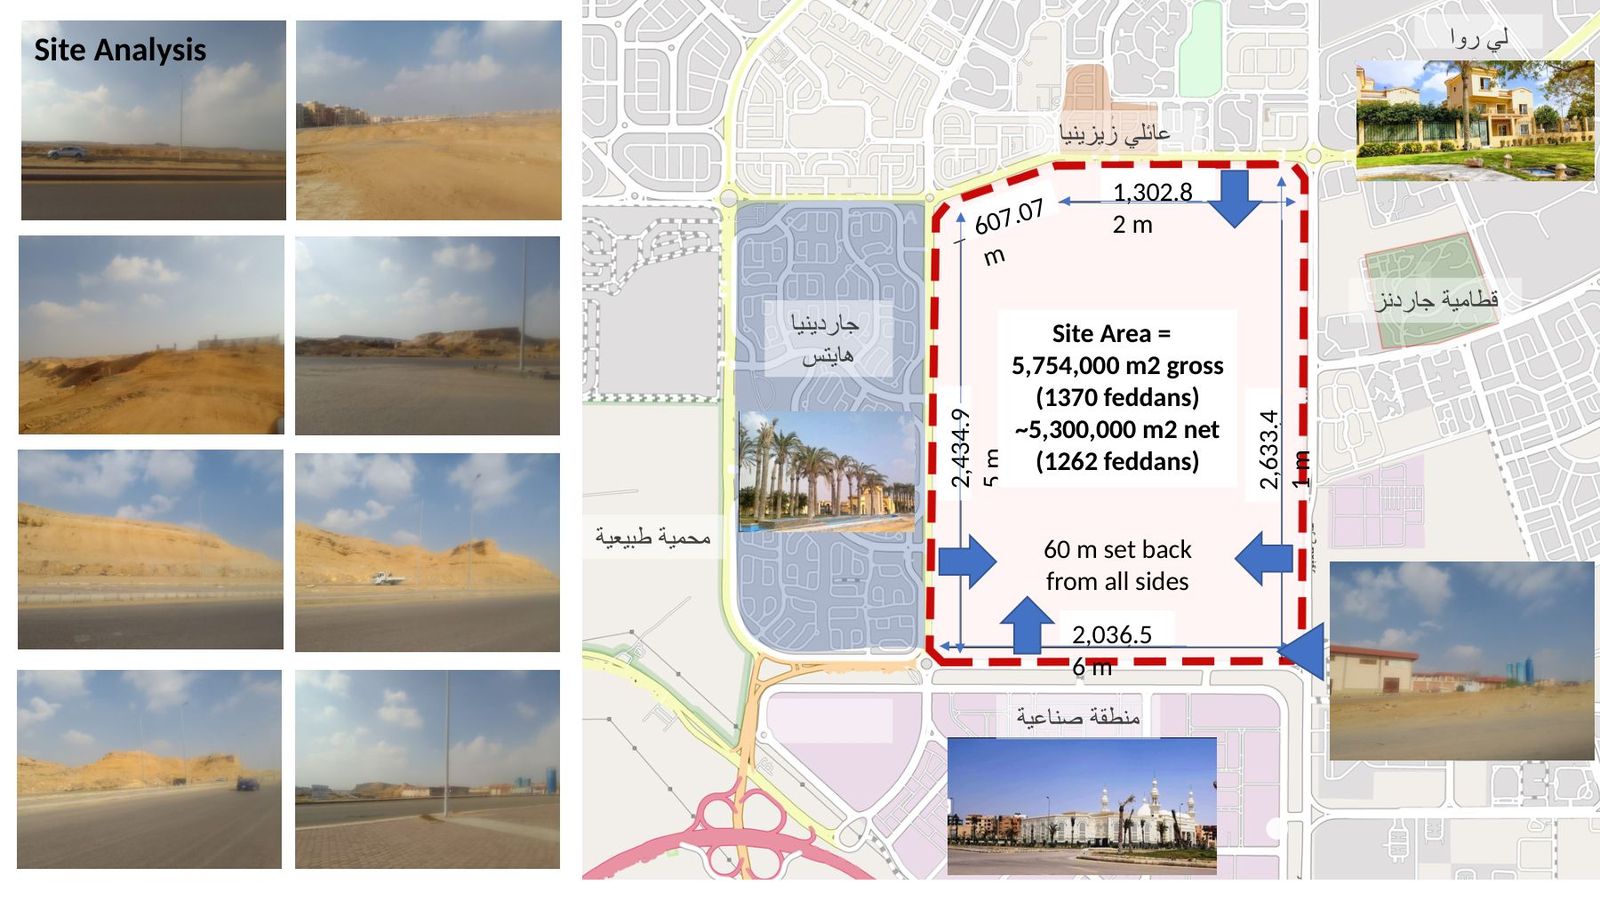 Site Analysis
لي روا
عائلي زيزينيا
607.07
m
1,302.8
2 m
قطامية جاردنز
جاردينيا
هايتس
Site Area =
5,754,000 m2 gross
(1370 feddans)
~5,300,000 m2 net
(1262 feddans)
2,434.9
5 m
2,633.4
1 m
محمية طبيعية
60 m set back
from all sides
2,036.5
6 m
منطقة صناعية